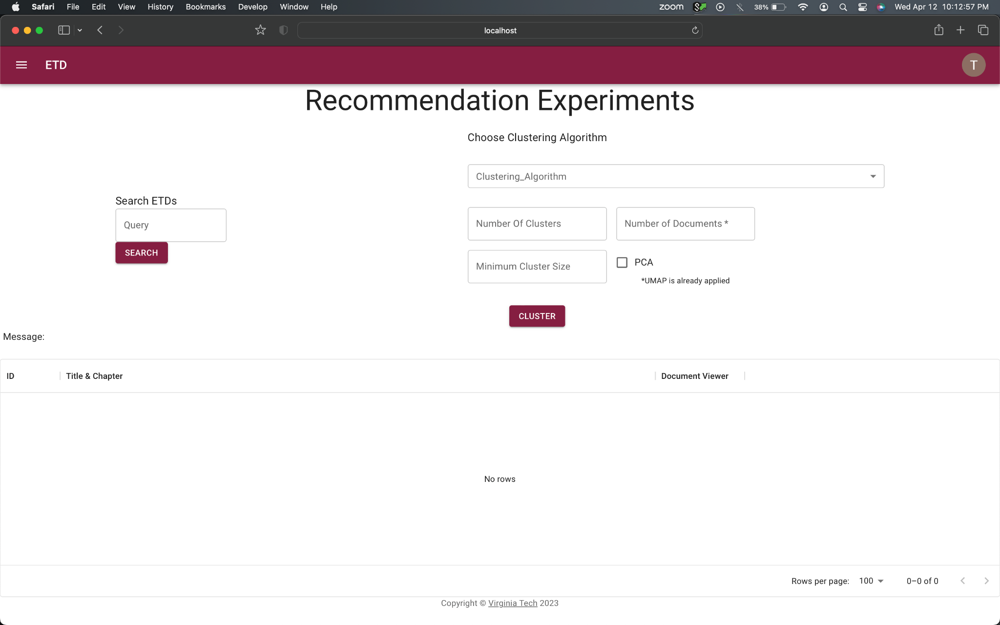 Safari File Edit View History Bookmarks Develop Window Help zoom S 38% Wed Apr 12 10:12:57 PM
localhost
ETD T
Recommendation Experiments
Choose Clustering Algorithm
Clustering_Algorithm
Search ETDs
Query
SEARCH
Number Of Clusters Number of Documents *
Minimum Cluster Size PCA
*UMAP is already applied
CLUSTER
Message:
ID Title & Chapter Document Viewer
No rows
Rows per page: 100 0–0 of 0
Copyright © Virginia Tech 2023